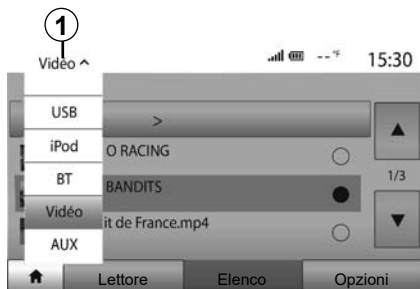 1
Vidéo ^ -- °F 15:30
USB
>
iPod
O RACING
BT
1/3
BANDITS
Vidéo
it de France.mp4
AUX
Lettore Elenco Opzioni